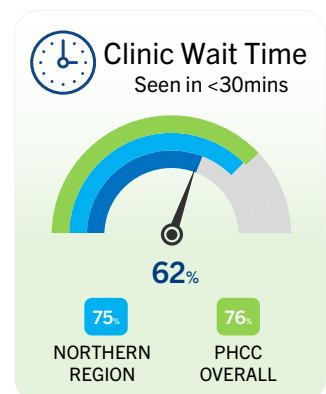 Clinic Wait Time
Seen in <30mins
62%
75%
76%
NORTHERN
REGION
PHCC
OVERALL